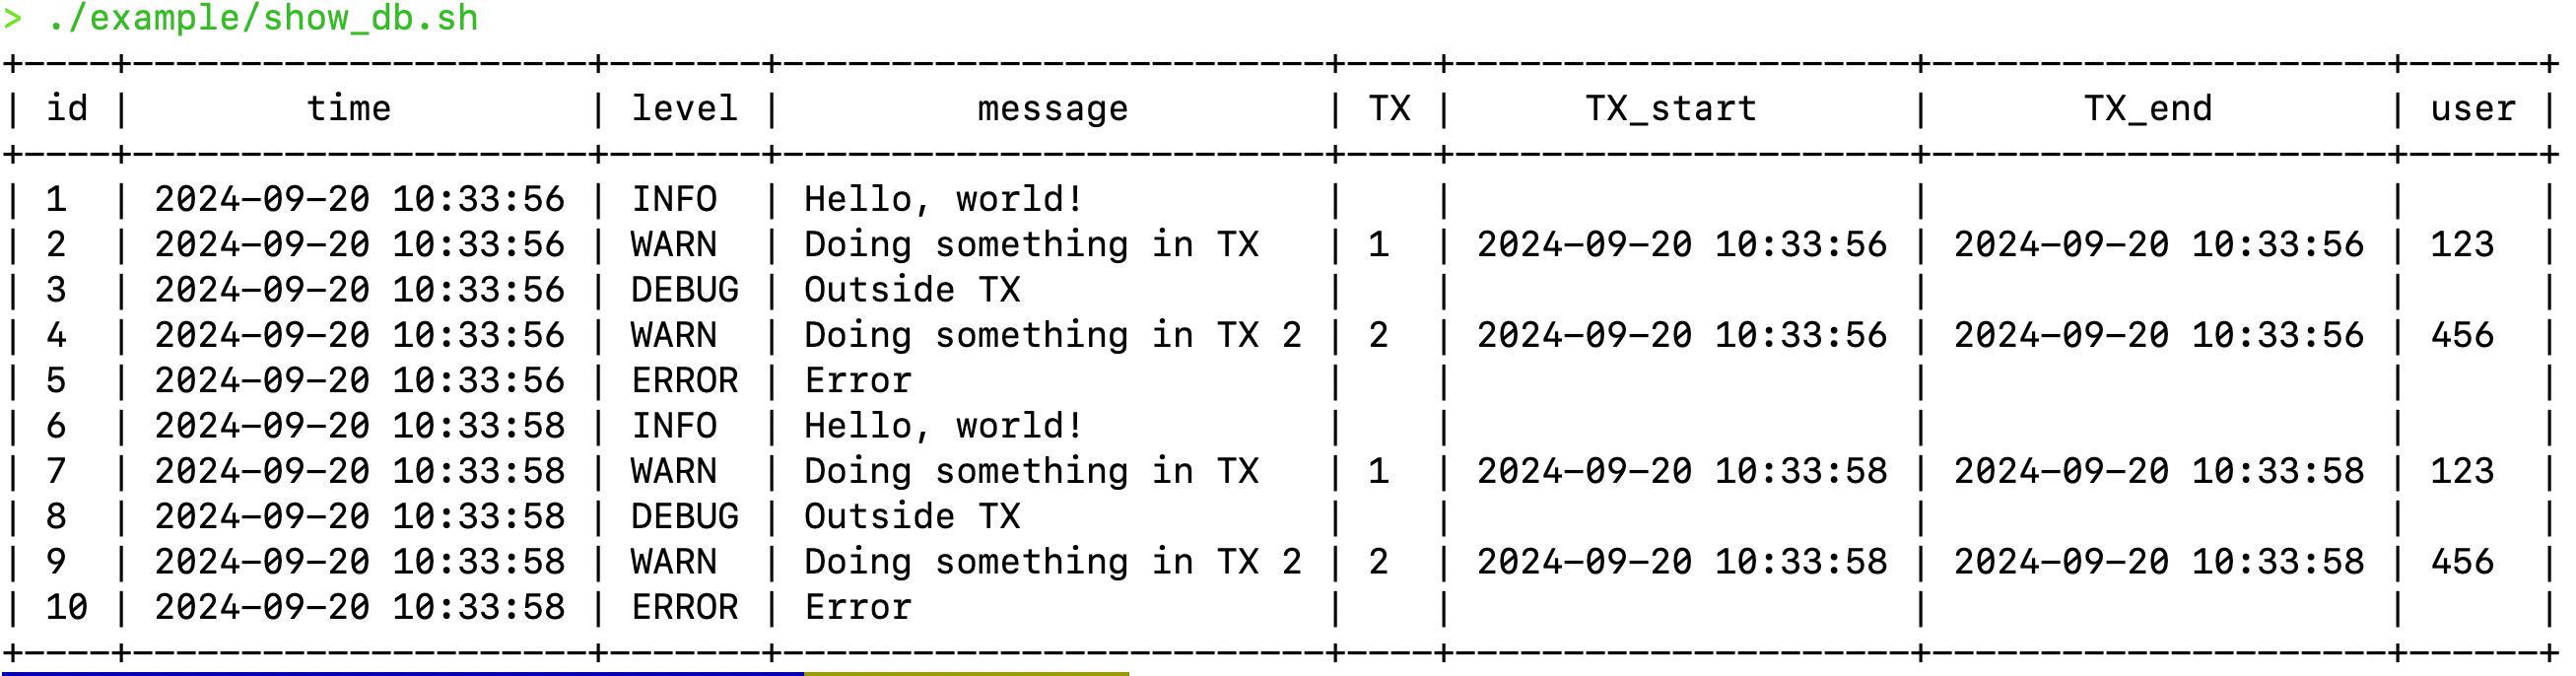 > ./example/show_db.sh
+----+---------------------+-------+-------------------------+----+---------------------+---------------------+------+
| id |        time         | level |         message         | TX |      TX_start       |       TX_end        | user |
+----+---------------------+-------+-------------------------+----+---------------------+---------------------+------+
| 1  | 2024-09-20 10:33:56 | INFO  | Hello, world!           |    |                     |                     |      |
| 2  | 2024-09-20 10:33:56 | WARN  | Doing something in TX   | 1  | 2024-09-20 10:33:56 | 2024-09-20 10:33:56 | 123  |
| 3  | 2024-09-20 10:33:56 | DEBUG | Outside TX              |    |                     |                     |      |
| 4  | 2024-09-20 10:33:56 | WARN  | Doing something in TX 2 | 2  | 2024-09-20 10:33:56 | 2024-09-20 10:33:56 | 456  |
| 5  | 2024-09-20 10:33:56 | ERROR | Error                   |    |                     |                     |      |
| 6  | 2024-09-20 10:33:58 | INFO  | Hello, world!           |    |                     |                     |      |
| 7  | 2024-09-20 10:33:58 | WARN  | Doing something in TX   | 1  | 2024-09-20 10:33:58 | 2024-09-20 10:33:58 | 123  |
| 8  | 2024-09-20 10:33:58 | DEBUG | Outside TX              |    |                     |                     |      |
| 9  | 2024-09-20 10:33:58 | WARN  | Doing something in TX 2 | 2  | 2024-09-20 10:33:58 | 2024-09-20 10:33:58 | 456  |
| 10 | 2024-09-20 10:33:58 | ERROR | Error                   |    |                     |                     |      |
+----+---------------------+-------+-------------------------+----+---------------------+---------------------+------+